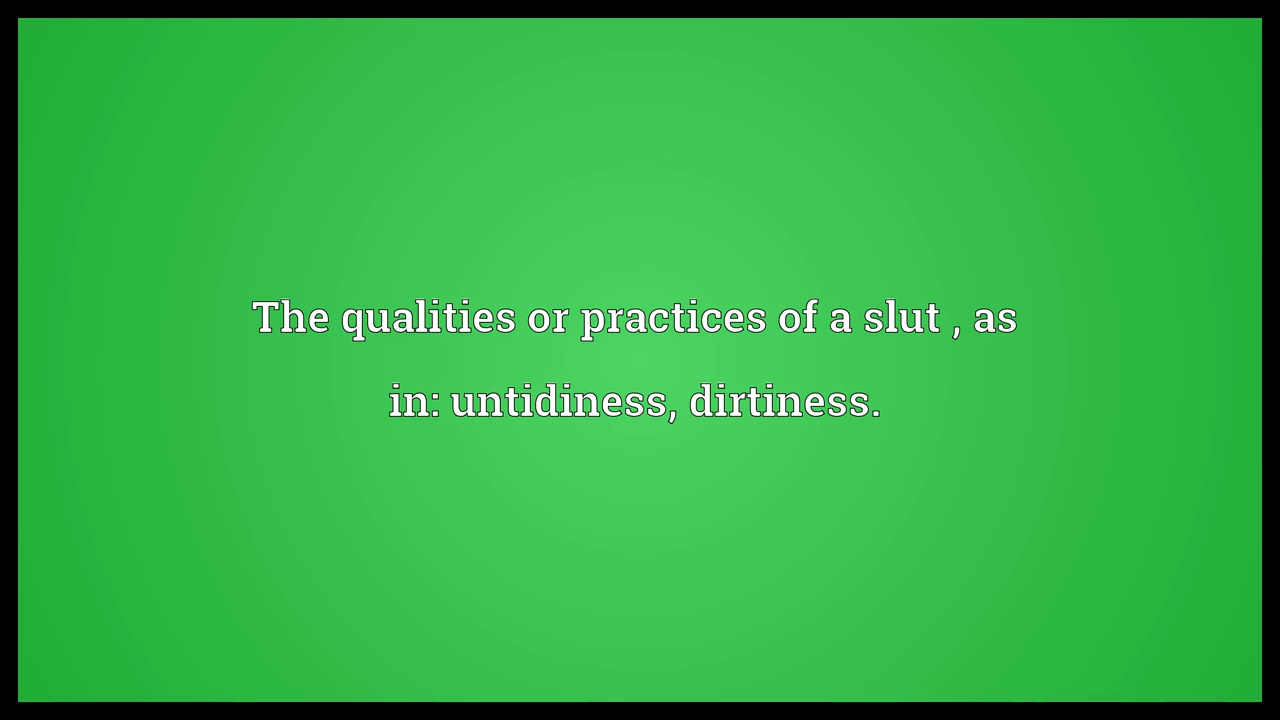 The qualities or practices of a slut , as
in: untidiness, dirtiness.